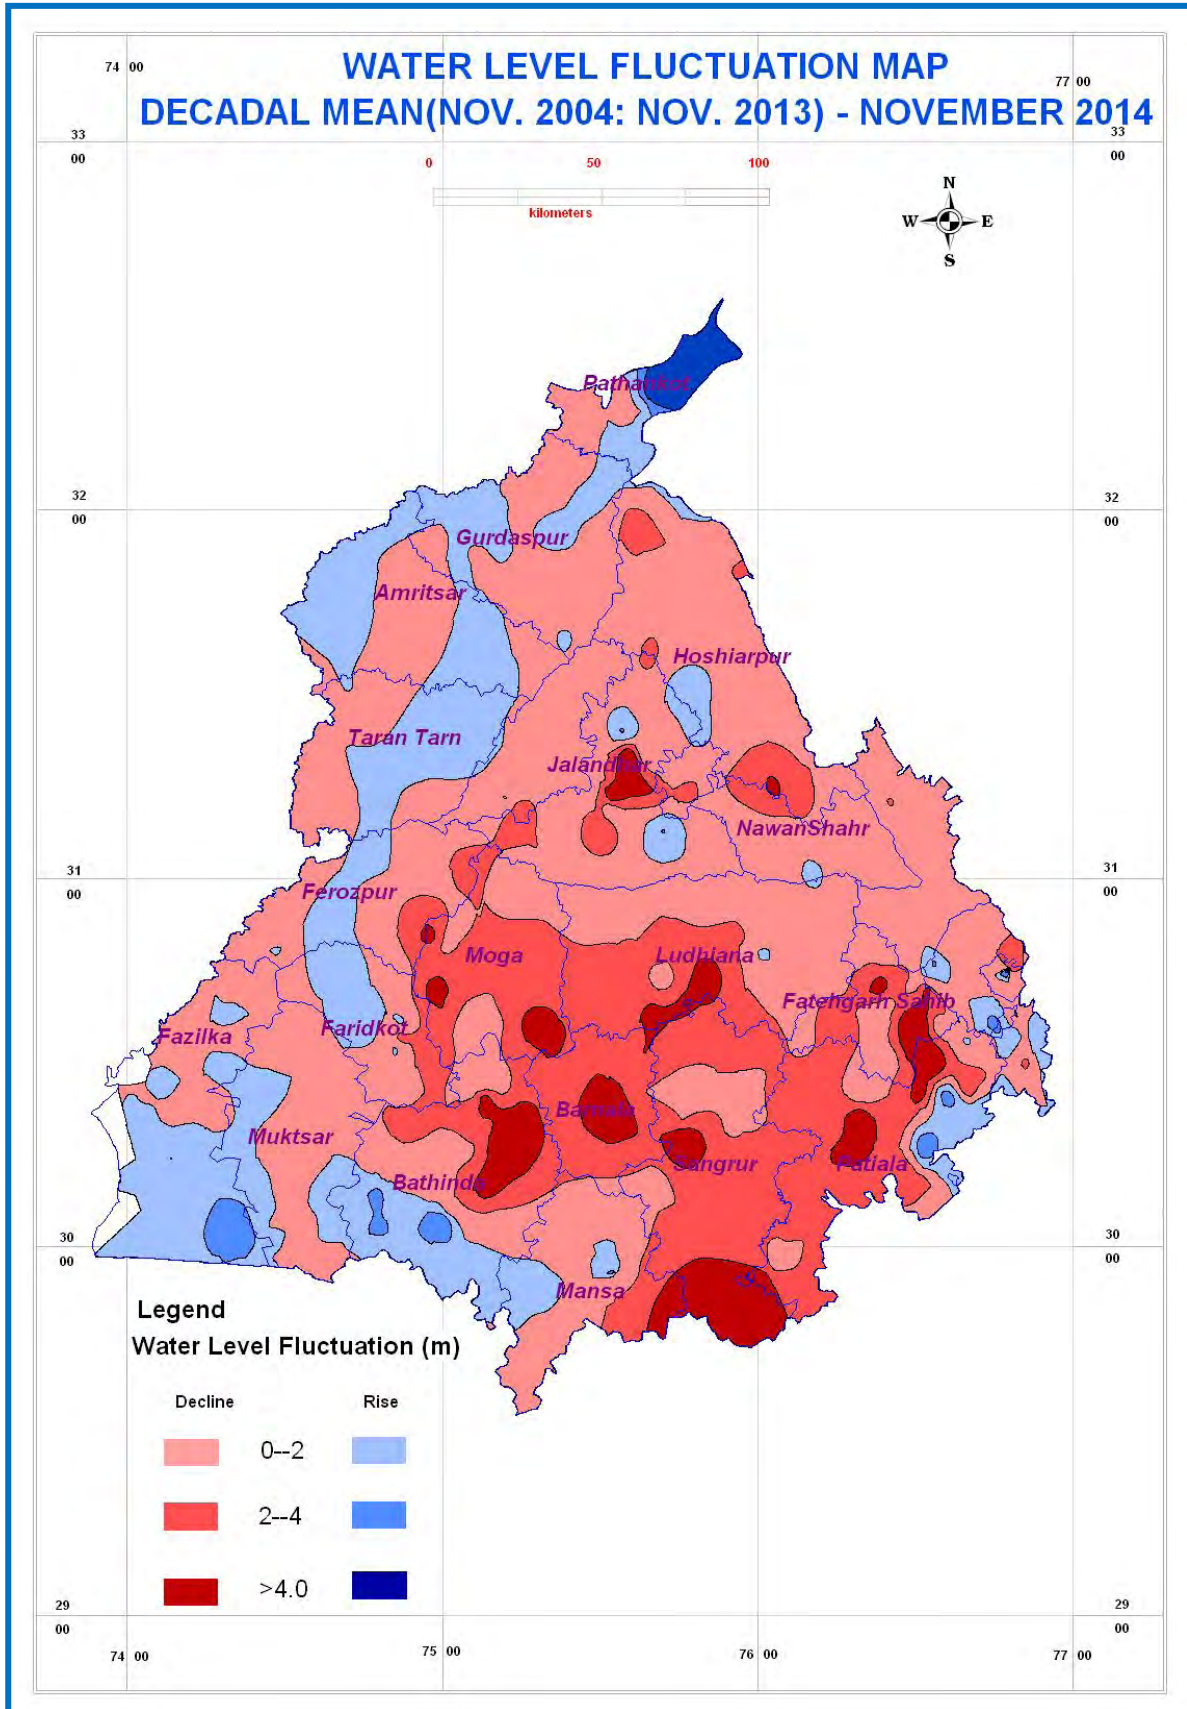 WATER LEVEL FLUCTUATION MAP
74 00
77 00
DECADAL MEAN(NOV. 2004: NOV. 2013) - NOVEMBER 2014
33
00
33
00
0 50 100
kilometers
N
W E
S
Pathankot
32
00
32
00
Gurdaspur
Amritsar
Hoshiarpur
Taran Tarn
Jalandhar
NawanShahr
31
00
31
00
Ferozpur
Moga
Ludhiana
Fatehgarh Sahib
Faridkot
Fazilka
Barnala
Muktsar
Sangrur
Patiala
Bathinda
30
00
30
00
Mansa
Legend
Water Level Fluctuation (m)
Decline Rise
0--2
2--4
>4.0
29
00
29
00
74 00
75 00
76 00
77 00